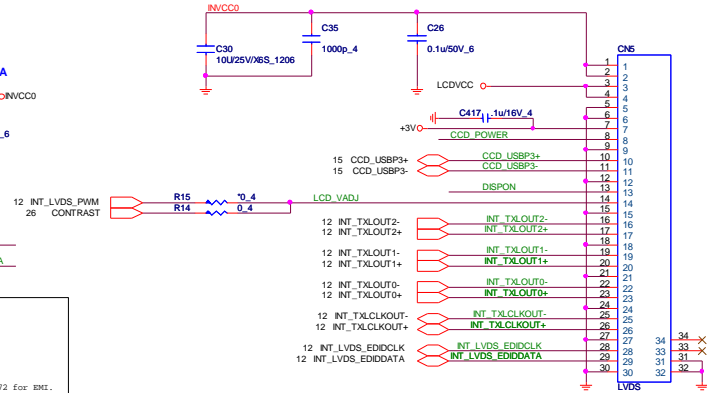 INVCC0
C35
1000p_4
C26
0.1u/50V_6
C30
10U/25V/X6S_1206
CN5
A
INVCC0
_6
LCDVCC
C417 .1u/16V_4
+3V
CCD_POWER
15 CCD_USBP3+ CCD_USBP3+
15 CCD_USBP3- CCD_USBP3-
DISPON
12 INT_LVDS_PWM R15 *0_4 LCD_VADJ
26 CONTRAST R14 0_4
12 INT_TXLOUT2- INT_TXLOUT2-
12 INT_TXLOUT2+ INT_TXLOUT2+
12 INT_TXLOUT1- INT_TXLOUT1-
12 INT_TXLOUT1+ INT_TXLOUT1+
12 INT_TXLOUT0- INT_TXLOUT0-
12 INT_TXLOUT0+ INT_TXLOUT0+
12 INT_TXLCLKOUT- INT_TXLCLKOUT-
12 INT_TXLCLKOUT+ INT_TXLCLKOUT+
12 INT_LVDS_EDIDCLK INT_LVDS_EDIDCLK
12 INT_LVDS_EDIDDATA INT_LVDS_EDIDDATA
1 1
2 2
3 3
4 4
5 5
6 6
7 7
8 8
9 9
10 10
11 11
12 12
13 13
14 14
15 15
16 16
17 17
18 18
19 19
20 20
21 21
22 22
23 23
24 24
25 25
26 26
27 27
28 28
29 29
30 30
34 34
33 33
31 31
32 32
LVDS
A
72 for EMI.